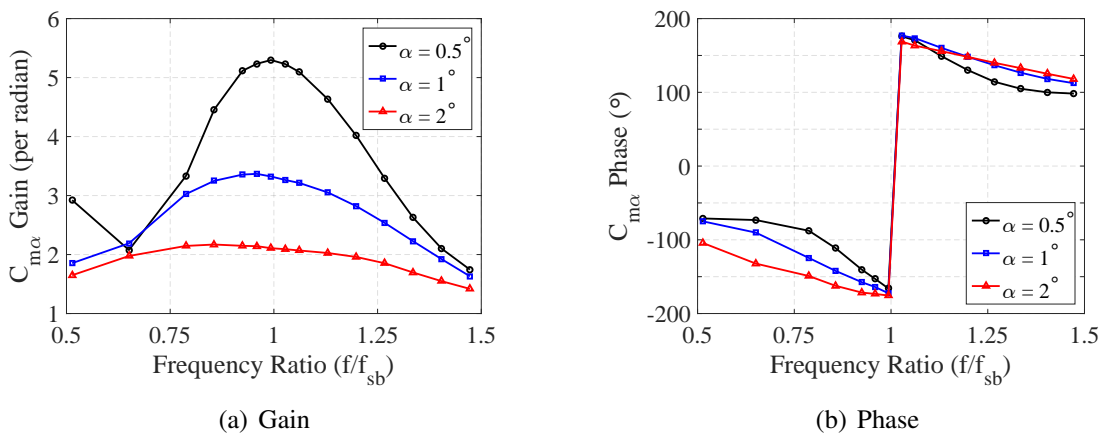 6
5
4
3
2
1
0.5
0.75
1
1.25
1.5
C_mα Gain (per radian)
Frequency Ratio (f/f_sb)
α = 0.5°
α = 1°
α = 2°
(a) Gain
200
100
0
-100
-200
0.5
0.75
1
1.25
1.5
C_mα Phase (°)
Frequency Ratio (f/f_sb)
α = 0.5°
α = 1°
α = 2°
(b) Phase